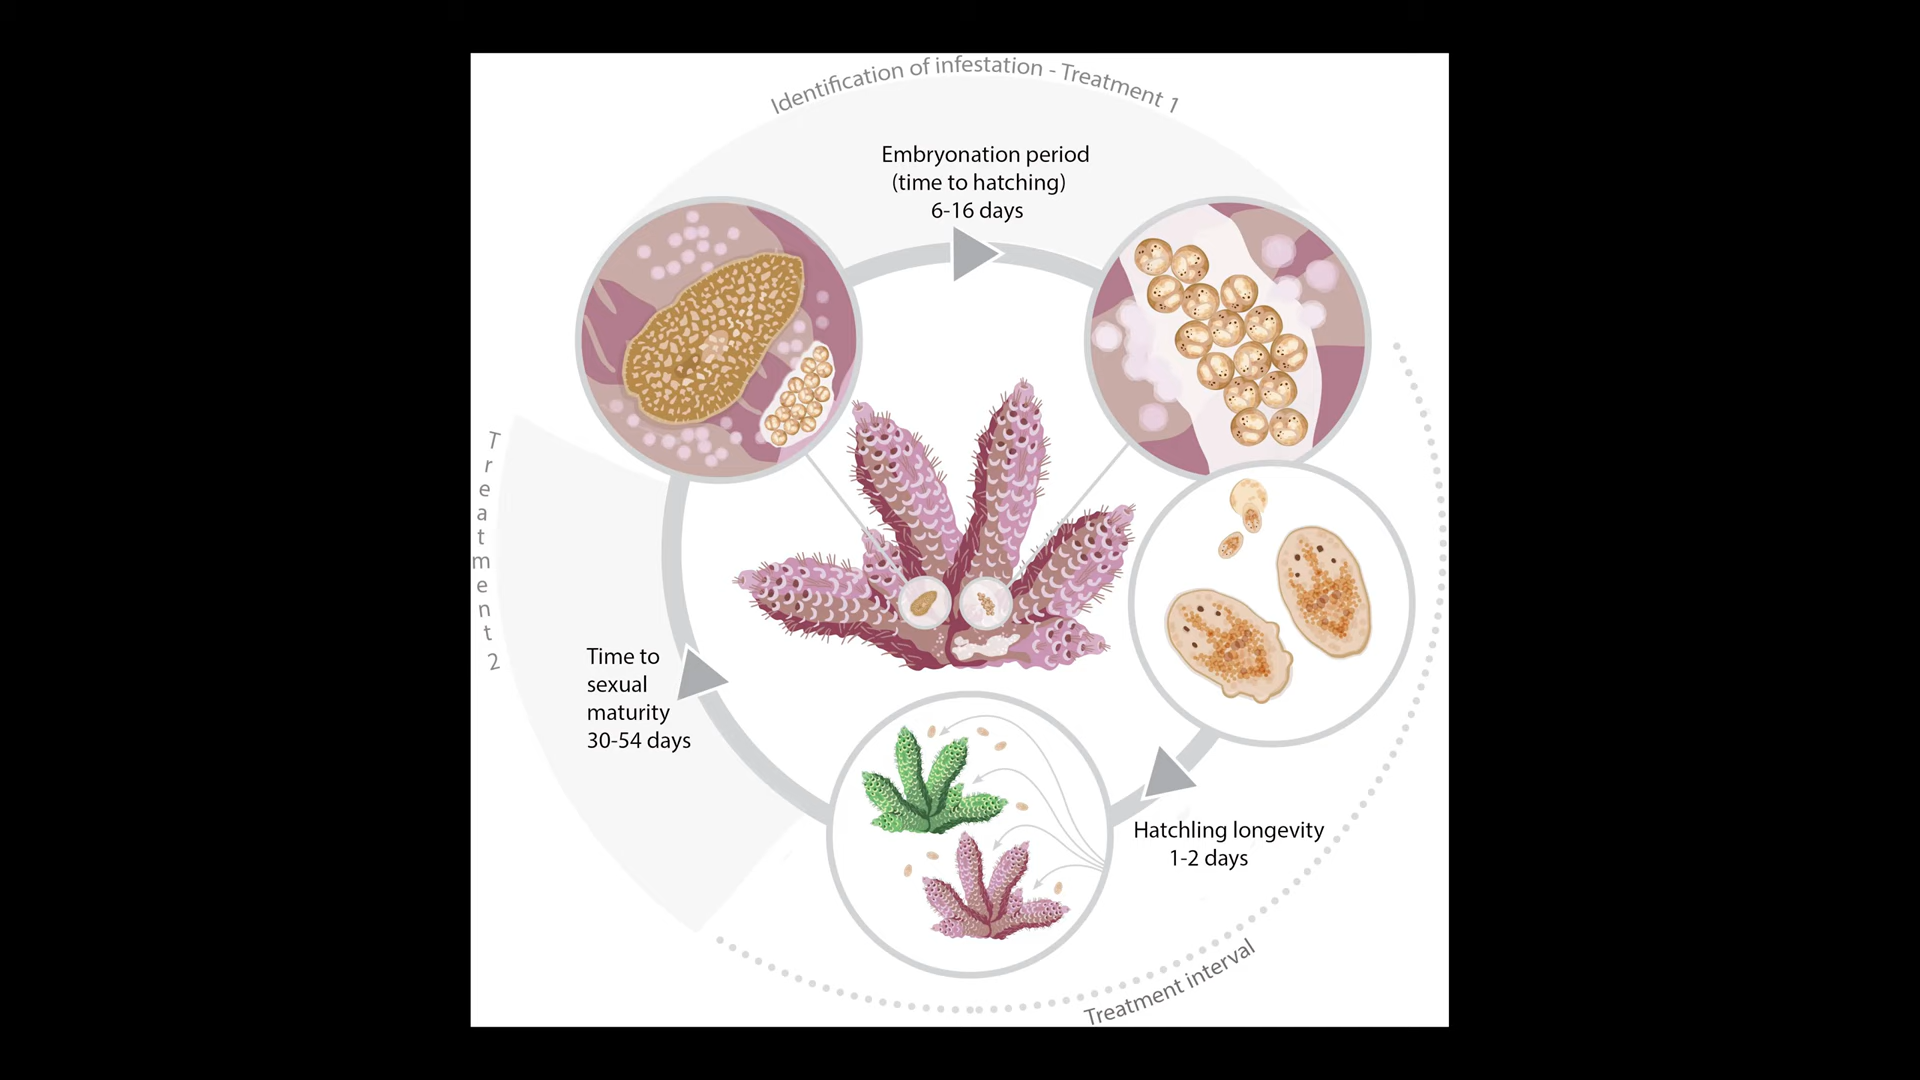 Identification of infestation - Treatment 1
Embryonation period
(time to hatching)
6-16 days
Treatment 2
Time to
sexual
maturity
30-54 days
Hatchling longevity
1-2 days
Treatment interval